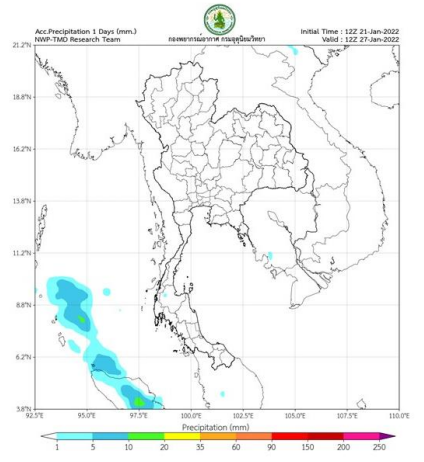 Acc.Precipitation 1 Days (mm.)
NWP-TMD Research Team
กองพยากรณ์อากาศ กรมอุตุนิยมวิทยา
Initial Time : 12Z 21-Jan-2022
Valid : 12Z 27-Jan-2022
21.2°N
18.8°N
16.2°N
13.8°N
11.2°N
8.8°N
6.2°N
3.8°N
92.5°E 95.0°E 97.5°E 100.0°E 102.5°E 105.0°E 107.5°E 110.0°E
Precipitation (mm)
1 5 10 20 35 60 90 150 200 250